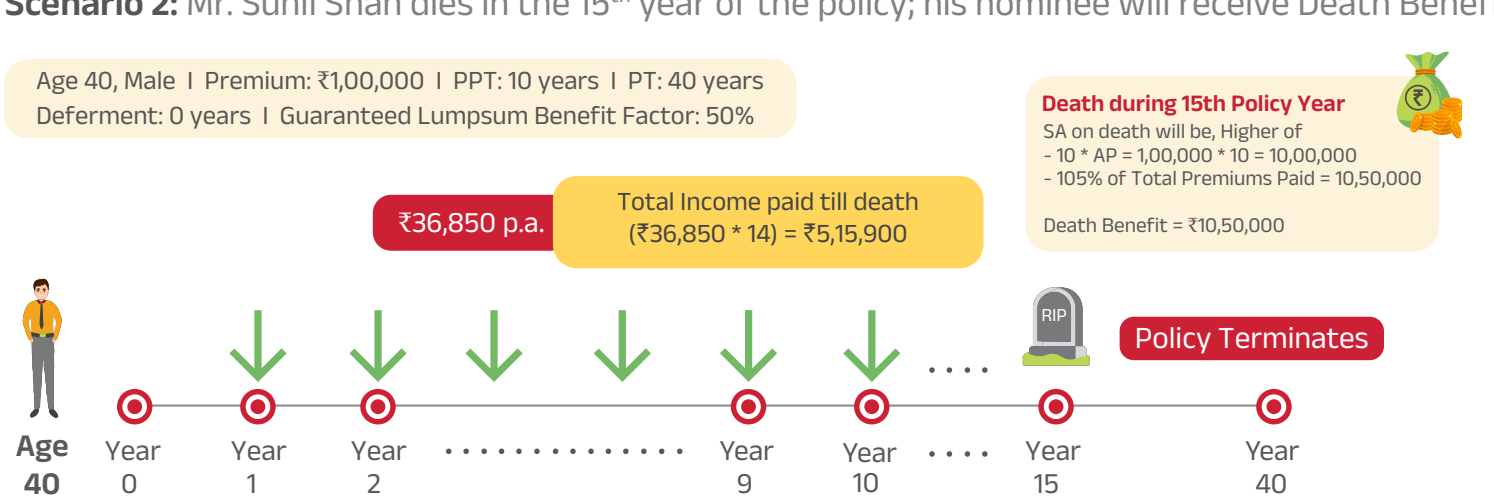 Scenario 2: Mr. Sunil Shah dies in the 15th year of the policy; his nominee will receive Death
Age 40, Male I Premium: ₹1,00,000 I PPT: 10 years I PT: 40 years
Deferment: 0 years I Guaranteed Lumpsum Benefit Factor: 50%
Death during 15th Policy Year
SA on death will be, Higher of
- 10 * AP = 1,00,000 * 10 = 10,00,000
- 105% of Total Premiums Paid = 10,50,000
Death Benefit = ₹10,50,000
₹36,850 p.a.
Total Income paid till death
(₹36,850 * 14) = ₹5,15,900
₹
RIP
Policy Terminates
Age
40
Year
0
Year
1
Year
2
Year
9
Year
10
Year
15
Year
40